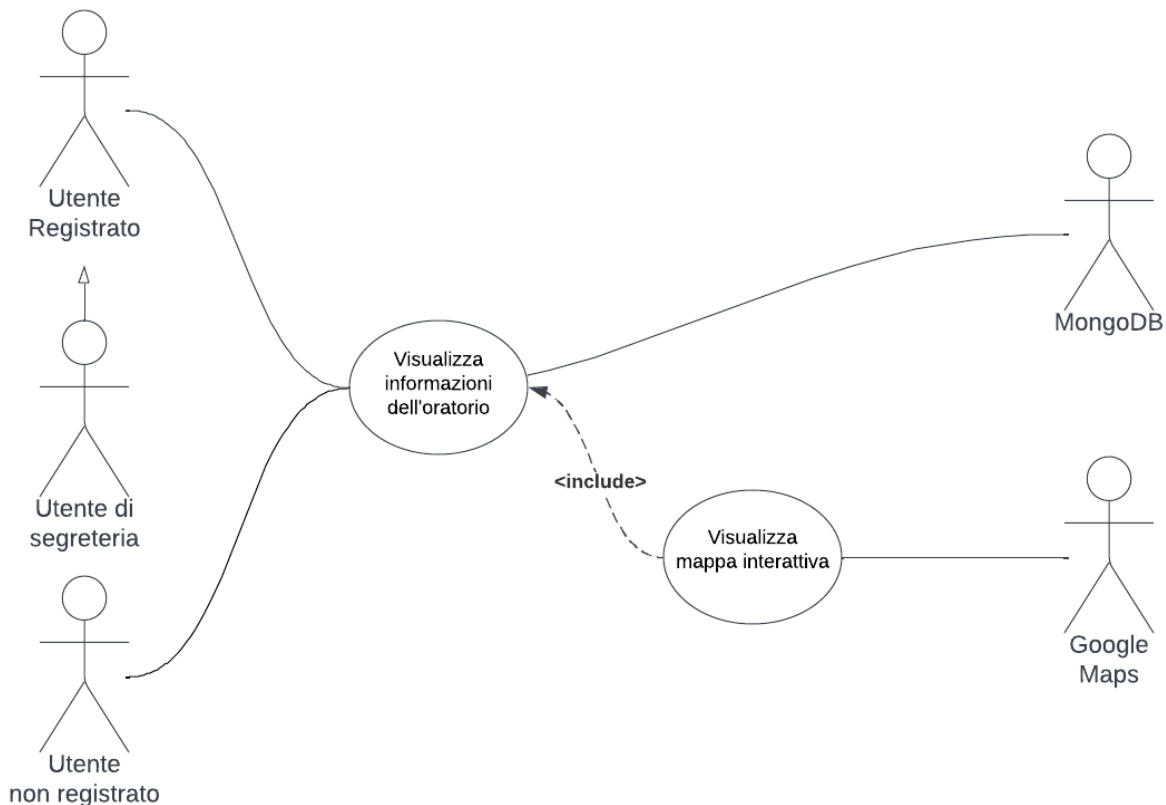 Utente
Registrato
Utente di
segreteria
Utente
non registrato
Visualizza
informazioni
dell'oratorio
<include>
Visualizza
mappa interattiva
MongoDB
Google
Maps